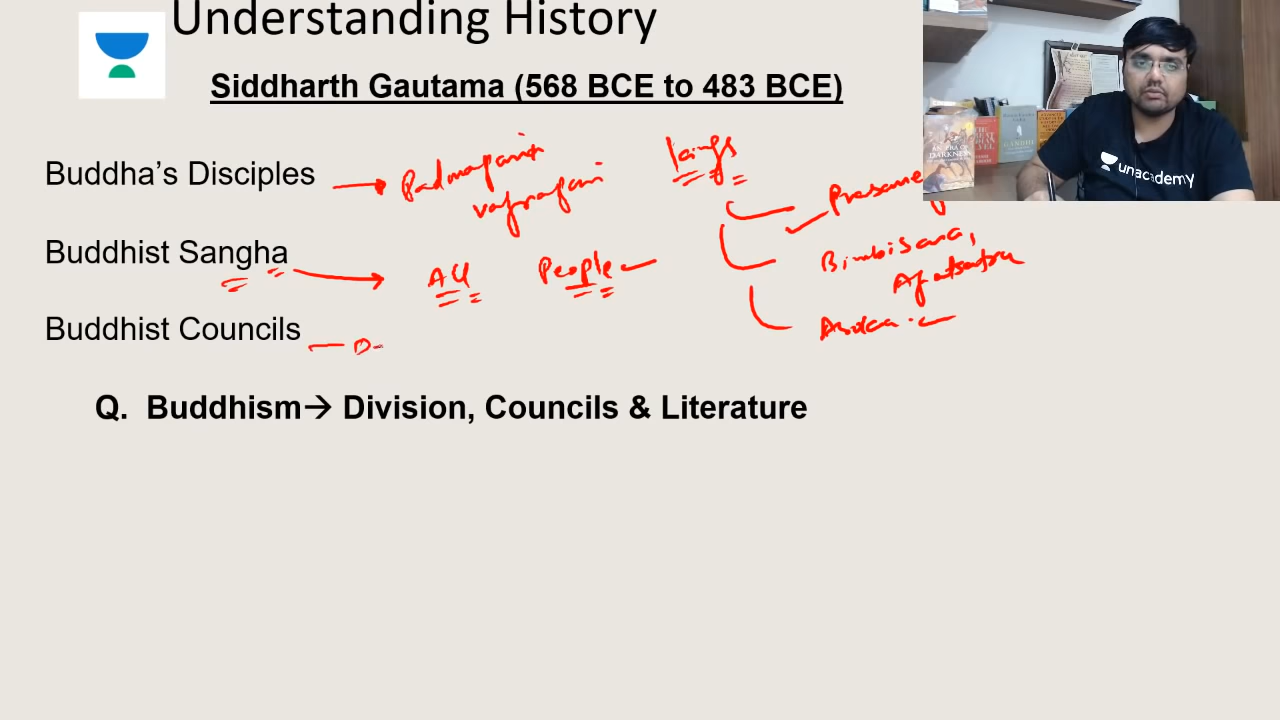 Understanding History
Siddharth Gautama (568 BCE to 483 BCE)
Buddha's Disciples → Padmapani
vajrapani
kings
Buddhist Sangha → All People
Bimbisara,
Ajatsatru
Buddhist Councils
Asoka
Q. Buddhism→ Division, Councils & Literature
unacademy